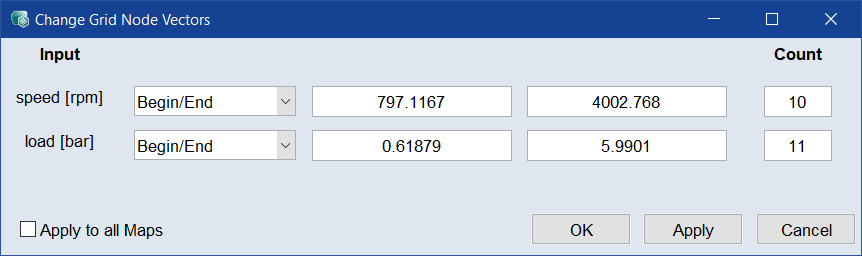 Change Grid Node Vectors
Input Count
speed [rpm] Begin/End 797.1167 4002.768 10
load [bar] Begin/End 0.61879 5.9901 11
Apply to all Maps OK Apply Cancel